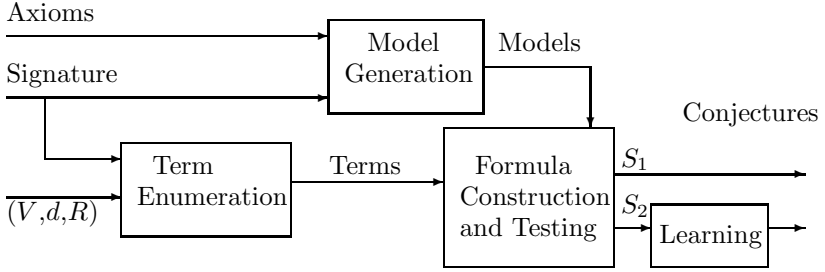 Axioms
Model
Generation
Models
Signature
Conjectures
Term
Enumeration
Terms
Formula
Construction
and Testing
S₁
(V,d,R)
S₂
Learning